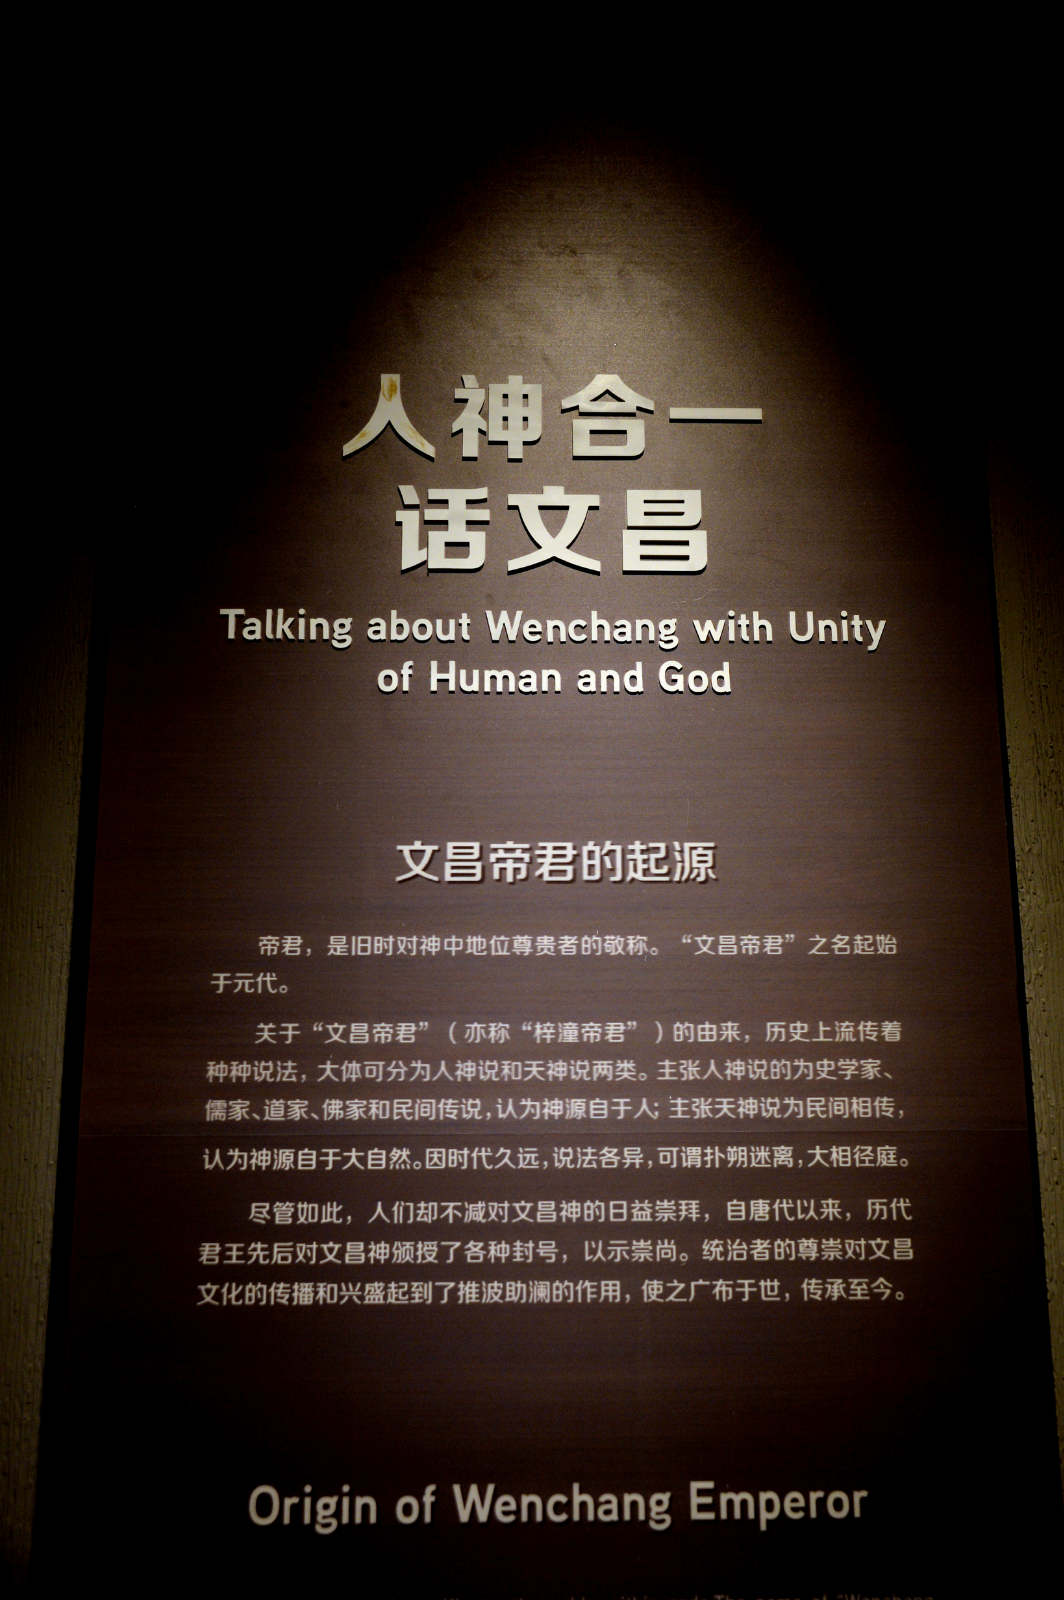 人神合一
话文昌
Talking about Wenchang with Unity
of Human and God
文昌帝君的起源
帝君，是旧时对神中地位尊贵者的敬称。“文昌帝君”之名起始
于元代。
关于“文昌帝君”（亦称“梓潼帝君”）的由来，历史上流传着
种种说法，大体可分为人神说和天神说两类。主张人神说的为史学家、
儒家、道家、佛家和民间传说，认为神源自于人；主张天神说为民间相传，
认为神源自于大自然。因时代久远，说法各异，可谓扑朔迷离，大相径庭。
尽管如此，人们却不减对文昌神的日益崇拜，自唐代以来，历代
君王先后对文昌神颁授了各种封号，以示崇尚。统治者的尊崇对文昌
文化的传播和兴盛起到了推波助澜的作用，使之广布于世，传承至今。
Origin of Wenchang Emperor